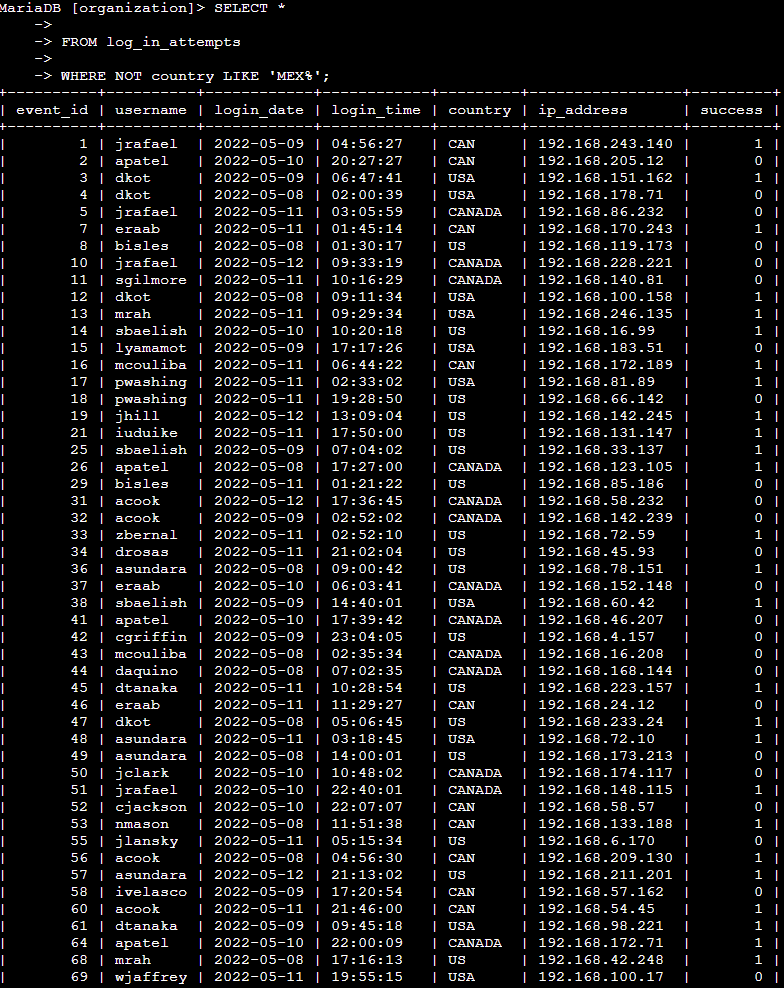 MariaDB [organization]> SELECT *
    ->
    -> FROM log_in_attempts
    ->
    -> WHERE NOT country LIKE 'MEX%';
+----------+----------+------------+------------+---------+-----------------+---------+
| event_id | username | login_date | login_time | country | ip_address      | success |
+----------+----------+------------+------------+---------+-----------------+---------+
|        1 | jrafael  | 2022-05-09 | 04:56:27   | CAN     | 192.168.243.140 |       1 |
|        2 | apatel   | 2022-05-10 | 20:27:27   | CAN     | 192.168.205.12  |       0 |
|        3 | dkot     | 2022-05-09 | 06:47:41   | USA     | 192.168.151.162 |       1 |
|        4 | dkot     | 2022-05-08 | 02:00:39   | USA     | 192.168.178.71  |       0 |
|        5 | jrafael  | 2022-05-11 | 03:05:59   | CANADA  | 192.168.86.232  |       0 |
|        7 | eraab    | 2022-05-11 | 01:45:14   | CAN     | 192.168.170.243 |       1 |
|        8 | bisles   | 2022-05-08 | 01:30:17   | US      | 192.168.119.173 |       0 |
|       10 | jrafael  | 2022-05-12 | 09:33:19   | CANADA  | 192.168.228.221 |       0 |
|       11 | sgilmore | 2022-05-11 | 10:16:29   | CANADA  | 192.168.140.81  |       0 |
|       12 | dkot     | 2022-05-08 | 09:11:34   | USA     | 192.168.100.158 |       1 |
|       13 | mrah     | 2022-05-11 | 09:29:34   | USA     | 192.168.246.135 |       1 |
|       14 | sbaelish | 2022-05-10 | 10:20:18   | US      | 192.168.16.99   |       1 |
|       15 | lyamamot | 2022-05-09 | 17:17:26   | USA     | 192.168.183.51  |       0 |
|       16 | mcouliba | 2022-05-11 | 06:44:22   | CAN     | 192.168.172.189 |       1 |
|       17 | pwashing | 2022-05-11 | 02:33:02   | USA     | 192.168.81.89   |       1 |
|       18 | pwashing | 2022-05-11 | 19:28:50   | US      | 192.168.66.142  |       0 |
|       19 | jhill    | 2022-05-12 | 13:09:04   | US      | 192.168.142.245 |       1 |
|       21 | iuduike  | 2022-05-11 | 17:50:00   | US      | 192.168.131.147 |       1 |
|       25 | sbaelish | 2022-05-09 | 07:04:02   | US      | 192.168.33.137  |       1 |
|       26 | apatel   | 2022-05-08 | 17:27:00   | CANADA  | 192.168.123.105 |       1 |
|       29 | bisles   | 2022-05-11 | 01:21:22   | US      | 192.168.85.186  |       0 |
|       31 | acook    | 2022-05-12 | 17:36:45   | CANADA  | 192.168.58.232  |       0 |
|       32 | acook    | 2022-05-09 | 02:52:02   | CANADA  | 192.168.142.239 |       0 |
|       33 | zbernal  | 2022-05-11 | 02:52:10   | US      | 192.168.72.59   |       1 |
|       34 | drosas   | 2022-05-11 | 21:02:04   | US      | 192.168.45.93   |       0 |
|       36 | asundara | 2022-05-08 | 09:00:42   | US      | 192.168.78.151  |       1 |
|       37 | eraab    | 2022-05-10 | 06:03:41   | CANADA  | 192.168.152.148 |       0 |
|       38 | sbaelish | 2022-05-09 | 14:40:01   | USA     | 192.168.60.42   |       1 |
|       41 | apatel   | 2022-05-10 | 17:39:42   | CANADA  | 192.168.46.207  |       0 |
|       42 | cgriffin | 2022-05-09 | 23:04:05   | US      | 192.168.4.157   |       0 |
|       43 | mcouliba | 2022-05-08 | 02:35:34   | CANADA  | 192.168.16.208  |       0 |
|       44 | daquino  | 2022-05-08 | 07:02:35   | CANADA  | 192.168.168.144 |       0 |
|       45 | dtanaka  | 2022-05-11 | 10:28:54   | US      | 192.168.223.157 |       1 |
|       46 | eraab    | 2022-05-11 | 11:29:27   | CAN     | 192.168.24.12   |       0 |
|       47 | dkot     | 2022-05-08 | 05:06:45   | US      | 192.168.233.24  |       1 |
|       48 | asundara | 2022-05-11 | 03:18:45   | USA     | 192.168.72.10   |       1 |
|       49 | asundara | 2022-05-08 | 14:00:01   | US      | 192.168.173.213 |       0 |
|       50 | jclark   | 2022-05-10 | 10:48:02   | CANADA  | 192.168.174.117 |       0 |
|       51 | jrafael  | 2022-05-10 | 22:40:01   | CANADA  | 192.168.148.115 |       1 |
|       52 | cjackson | 2022-05-10 | 22:07:07   | CAN     | 192.168.58.57   |       0 |
|       53 | nmason   | 2022-05-08 | 11:51:38   | CAN     | 192.168.133.188 |       1 |
|       55 | jlansky  | 2022-05-11 | 05:15:34   | US      | 192.168.6.170   |       0 |
|       56 | acook    | 2022-05-08 | 04:56:30   | CAN     | 192.168.209.130 |       1 |
|       57 | asundara | 2022-05-12 | 21:13:02   | US      | 192.168.211.201 |       1 |
|       58 | ivelasco | 2022-05-09 | 17:20:54   | CAN     | 192.168.57.162  |       0 |
|       60 | acook    | 2022-05-11 | 21:46:00   | CAN     | 192.168.54.45   |       1 |
|       61 | dtanaka  | 2022-05-09 | 09:45:18   | USA     | 192.168.98.221  |       1 |
|       64 | apatel   | 2022-05-10 | 22:00:09   | CANADA  | 192.168.172.71  |       1 |
|       68 | mrah     | 2022-05-08 | 17:16:13   | US      | 192.168.42.248  |       1 |
|       69 | wjaffrey | 2022-05-11 | 19:55:15   | USA     | 192.168.100.17  |       0 |